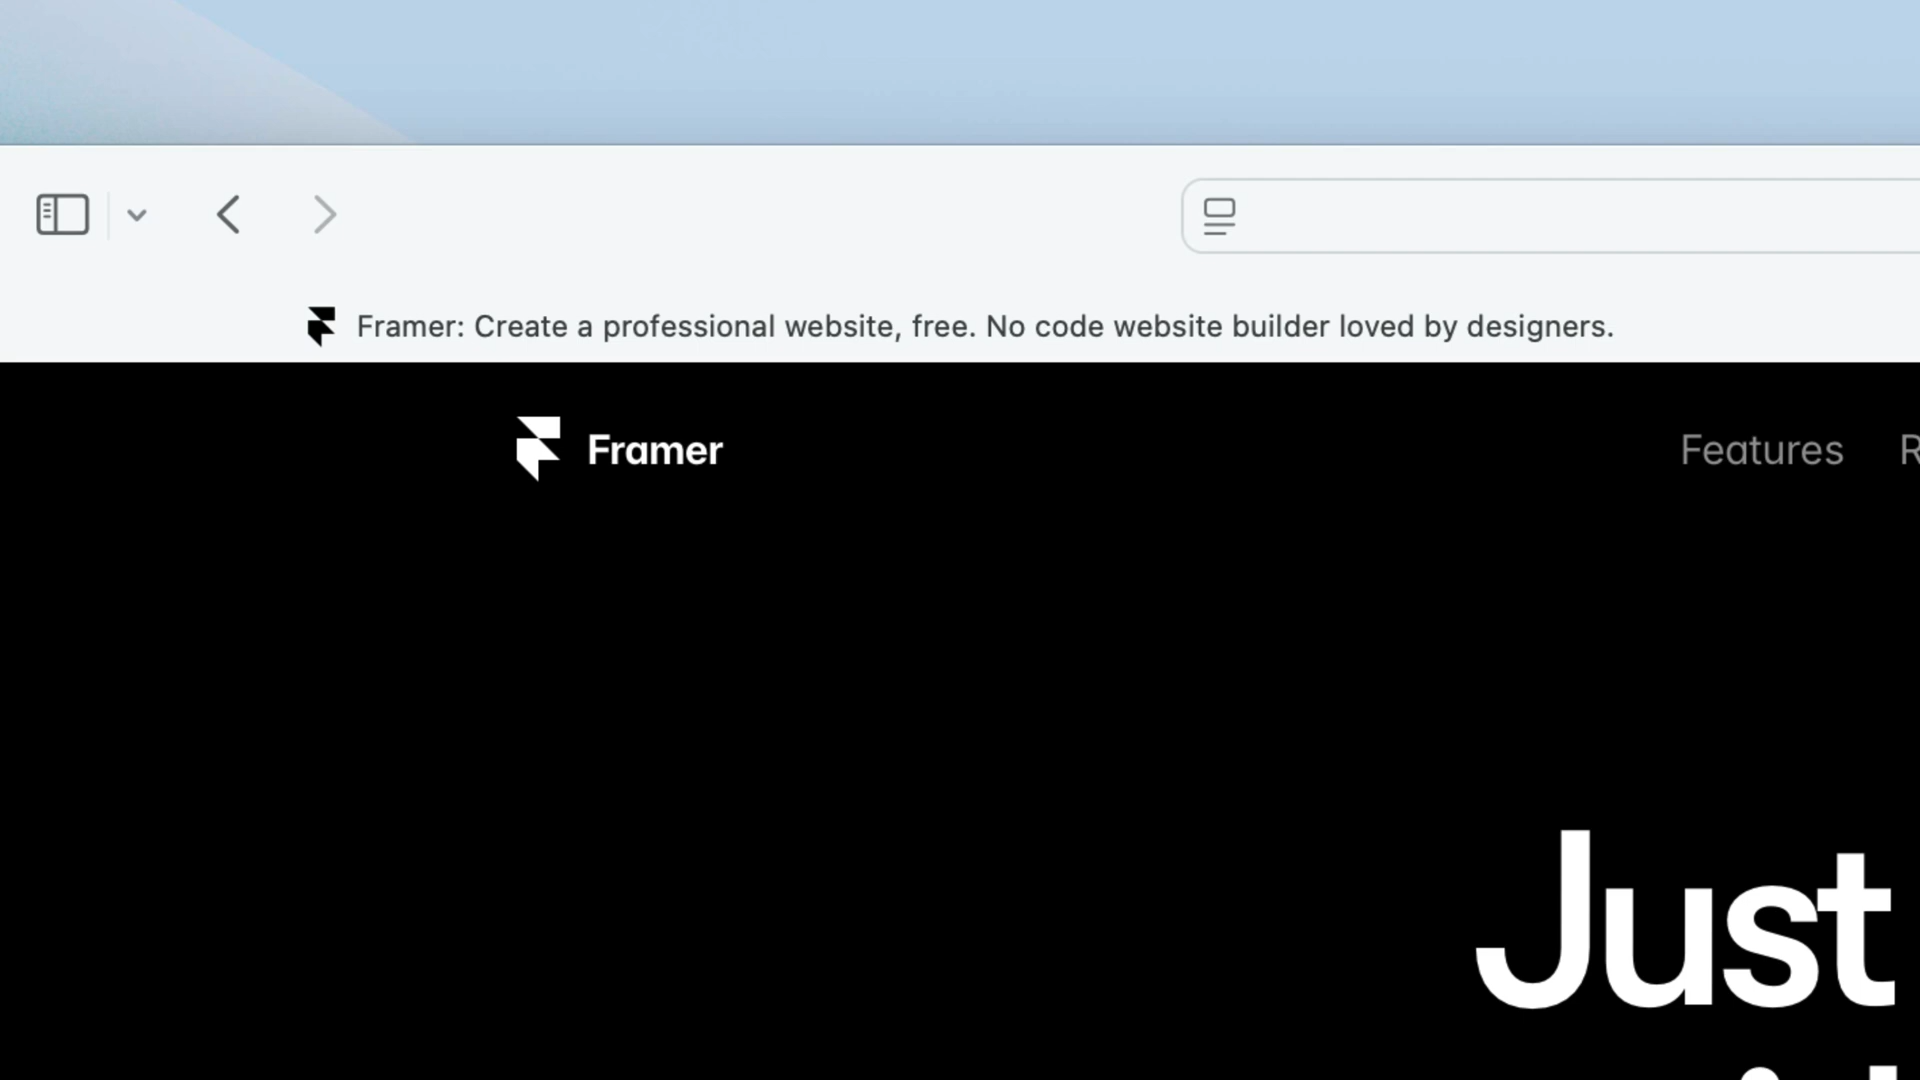 Framer: Create a professional website, free. No code website builder loved by designers.
Framer
Features
Just